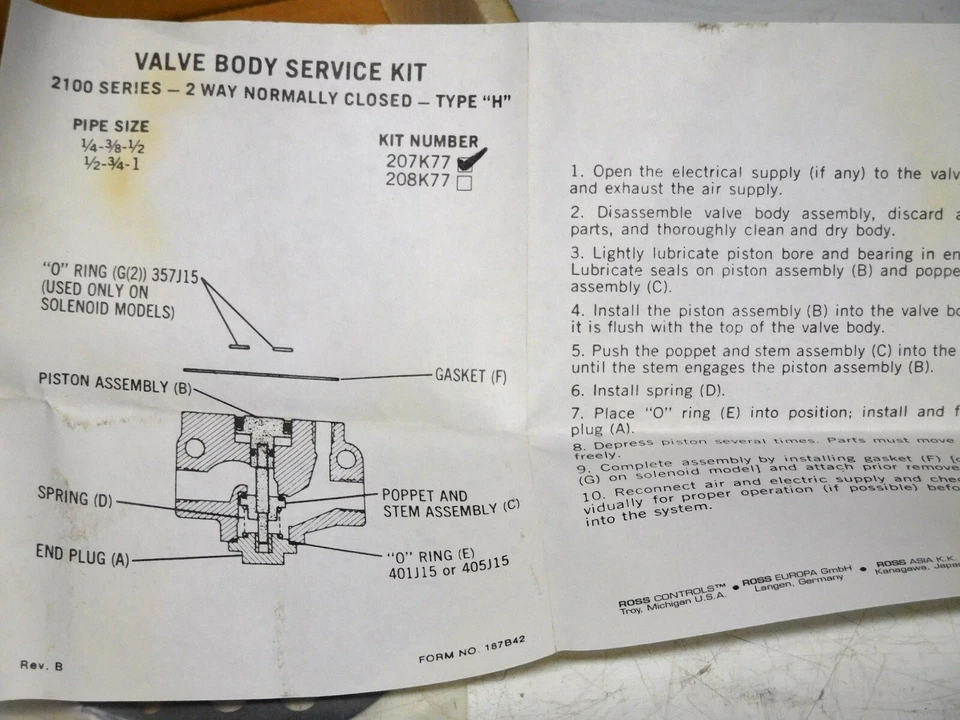 VALVE BODY SERVICE KIT
2100 SERIES – 2 WAY NORMALLY CLOSED – TYPE "H"
PIPE SIZE
¼-⅜-½
½-¾-1
KIT NUMBER
207K77
208K77
"O" RING (G(2)) 357J15
(USED ONLY ON
SOLENOID MODELS)
GASKET (F)
PISTON ASSEMBLY (B)
SPRING (D)
POPPET AND
STEM ASSEMBLY (C)
END PLUG (A)
"O" RING (E)
401J15 or 405J15
Rev. B
FORM NO. 187B42
1. Open the electrical supply (if any) to the valv
and exhaust the air supply.
2. Disassemble valve body assembly, discard a
parts, and thoroughly clean and dry body.
3. Lightly lubricate piston bore and bearing in en
Lubricate seals on piston assembly (B) and poppe
assembly (C).
4. Install the piston assembly (B) into the valve bo
it is flush with the top of the valve body.
5. Push the poppet and stem assembly (C) into the
until the stem engages the piston assembly (B).
6. Install spring (D).
7. Place "O" ring (E) into position; install and f
plug (A).
8. Depress piston several times. Parts must move
freely.
9. Complete assembly by installing gasket (F) [
(G) on solenoid model] and attach prior remove
10. Reconnect air and electric supply and chec
vidually for proper operation (if possible) befo
into the system.
ROSS CONTROLS™ • ROSS EUROPA GmbH • ROSS ASIA K.K.
Troy, Michigan U.S.A. Langen, Germany Kanagawa, Japa